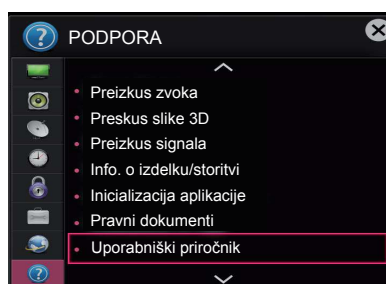 PODPORA
Preizkus zvoka
Preskus slike 3D
Preizkus signala
Info. o izdelku/storitvi
Inicializacija aplikacije
Pravni dokumenti
Uporabniški priročnik